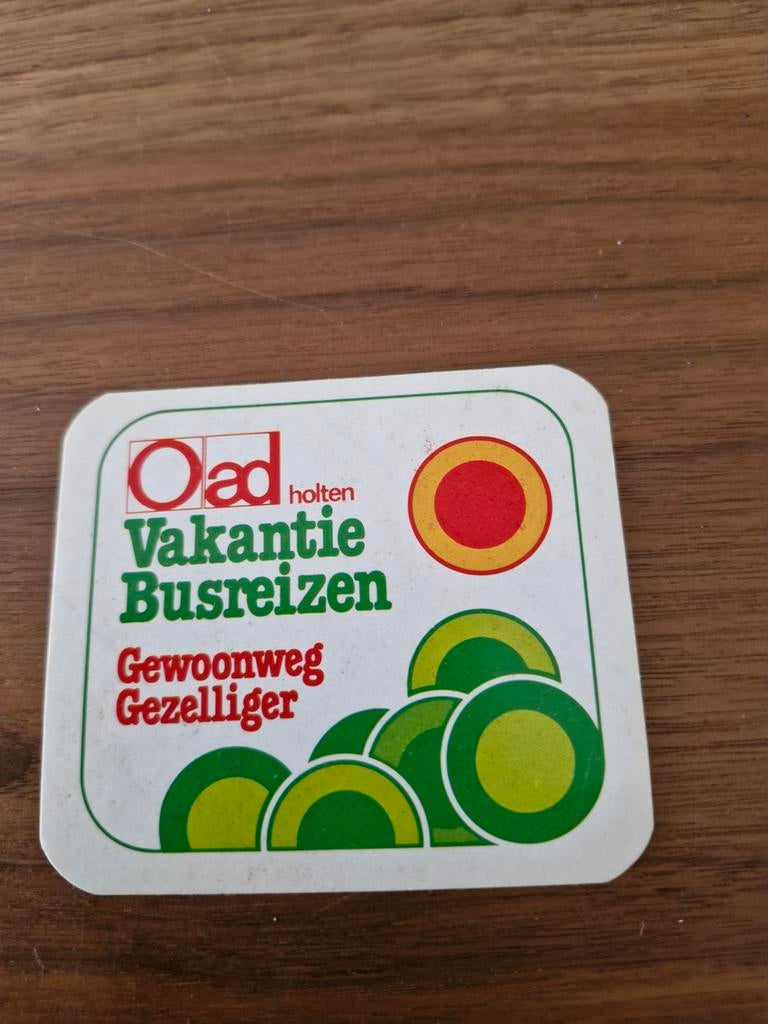 Oad holten
Vakantie
Busreizen
Gewoonweg
Gezelliger